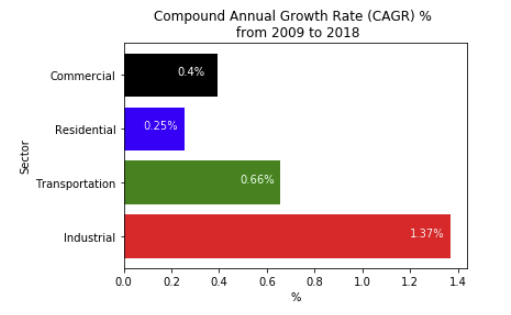 Compound Annual Growth Rate (CAGR) %
from 2009 to 2018
Sector
Commercial
0.4%
Residential
0.25%
Transportation
0.66%
Industrial
1.37%
0.0 0.2 0.4 0.6 0.8 1.0 1.2 1.4
%